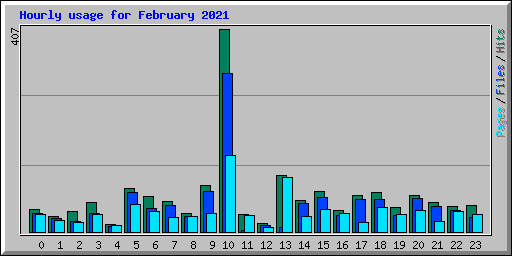 Hourly usage for February 2021
407
Pages/Files/Hits
0 1 2 3 4 5 6 7 8 9 10 11 12 13 14 15 16 17 18 19 20 21 22 23